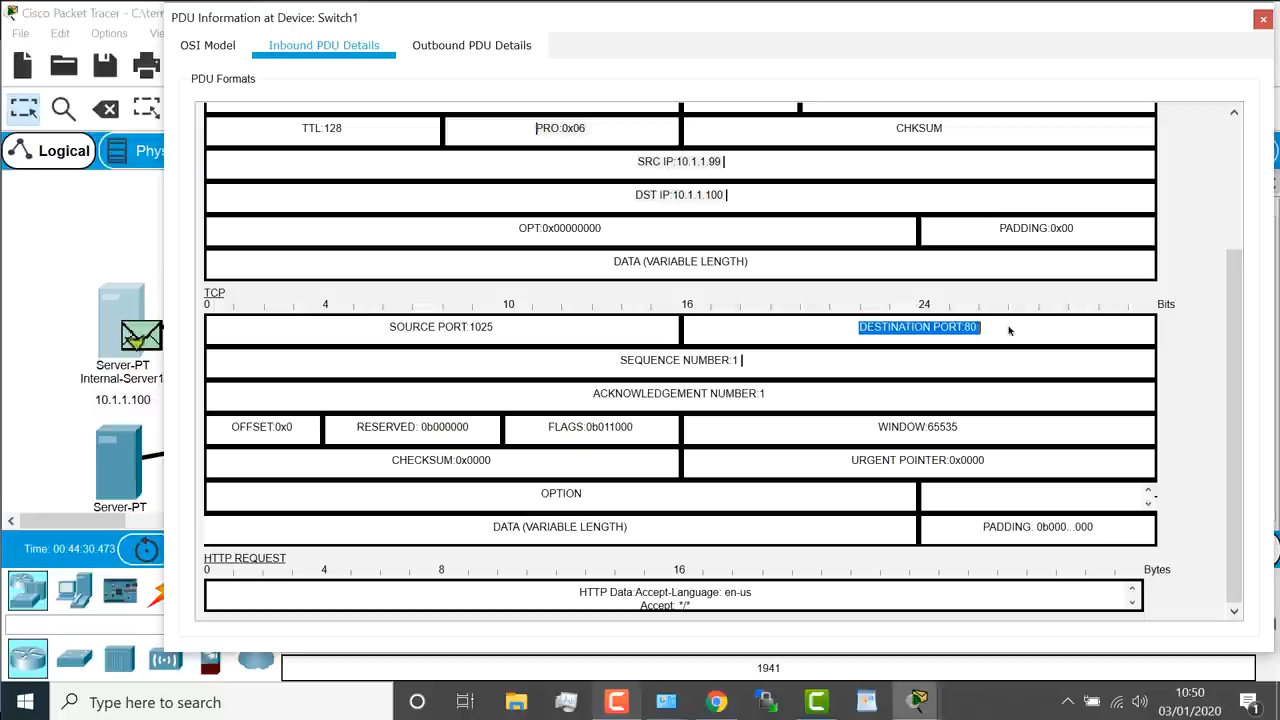 Cisco Packet Tracer - C:\ter
PDU Information at Device: Switch1
File Edit Options
OSI Model Inbound PDU Details Outbound PDU Details
PDU Formats
TTL:128 PRO:0x06 CHKSUM
Logical
SRC IP:10.1.1.99
DST IP:10.1.1.100
OPT:0x00000000 PADDING:0x00
DATA (VARIABLE LENGTH)
TCP
0 4 10 16 24 Bits
SOURCE PORT:1025 DESTINATION PORT:80
SEQUENCE NUMBER:1
Server-PT
Internal-Server1
10.1.1.100
ACKNOWLEDGEMENT NUMBER:1
OFFSET:0x0 RESERVED: 0b000000 FLAGS:0b011000 WINDOW:65535
CHECKSUM:0x0000 URGENT POINTER:0x0000
OPTION
Server-PT
DATA (VARIABLE LENGTH) PADDING: 0b000...000
Time: 00:44:30.473
HTTP REQUEST
0 4 8 16 Bytes
HTTP Data:Accept-Language: en-us
Accept: */*
1941
Type here to search
10:50
03/01/2020
1